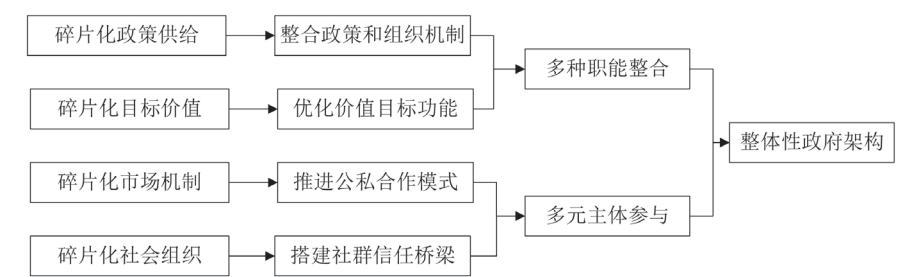 碎片化政策供给
整合政策和组织机制
多种职能整合
碎片化目标价值
优化价值目标功能
整体性政府架构
碎片化市场机制
推进公私合作模式
多元主体参与
碎片化社会组织
搭建社群信任桥梁